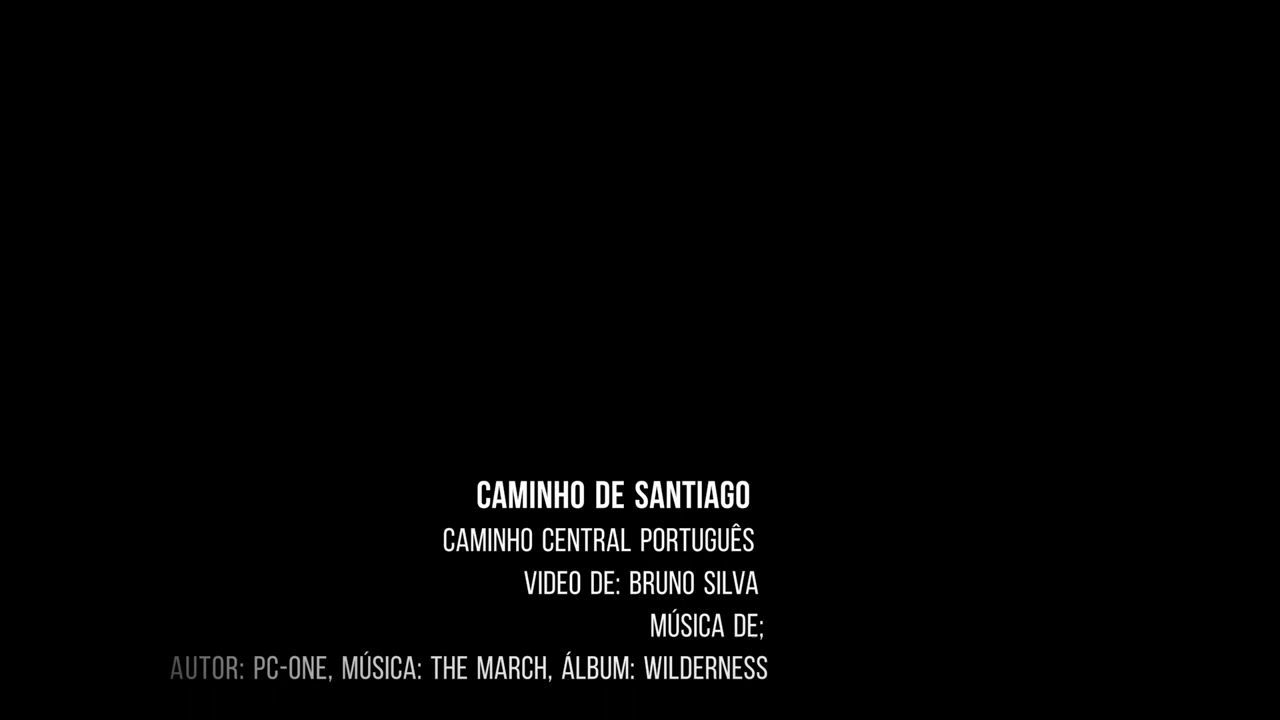 CAMINHO DE SANTIAGO
CAMINHO CENTRAL PORTUGUÊS
VIDEO DE: BRUNO SILVA
MÚSICA DE;
AUTOR: PC-ONE, MÚSICA: THE MARCH, ÁLBUM: WILDERNESS